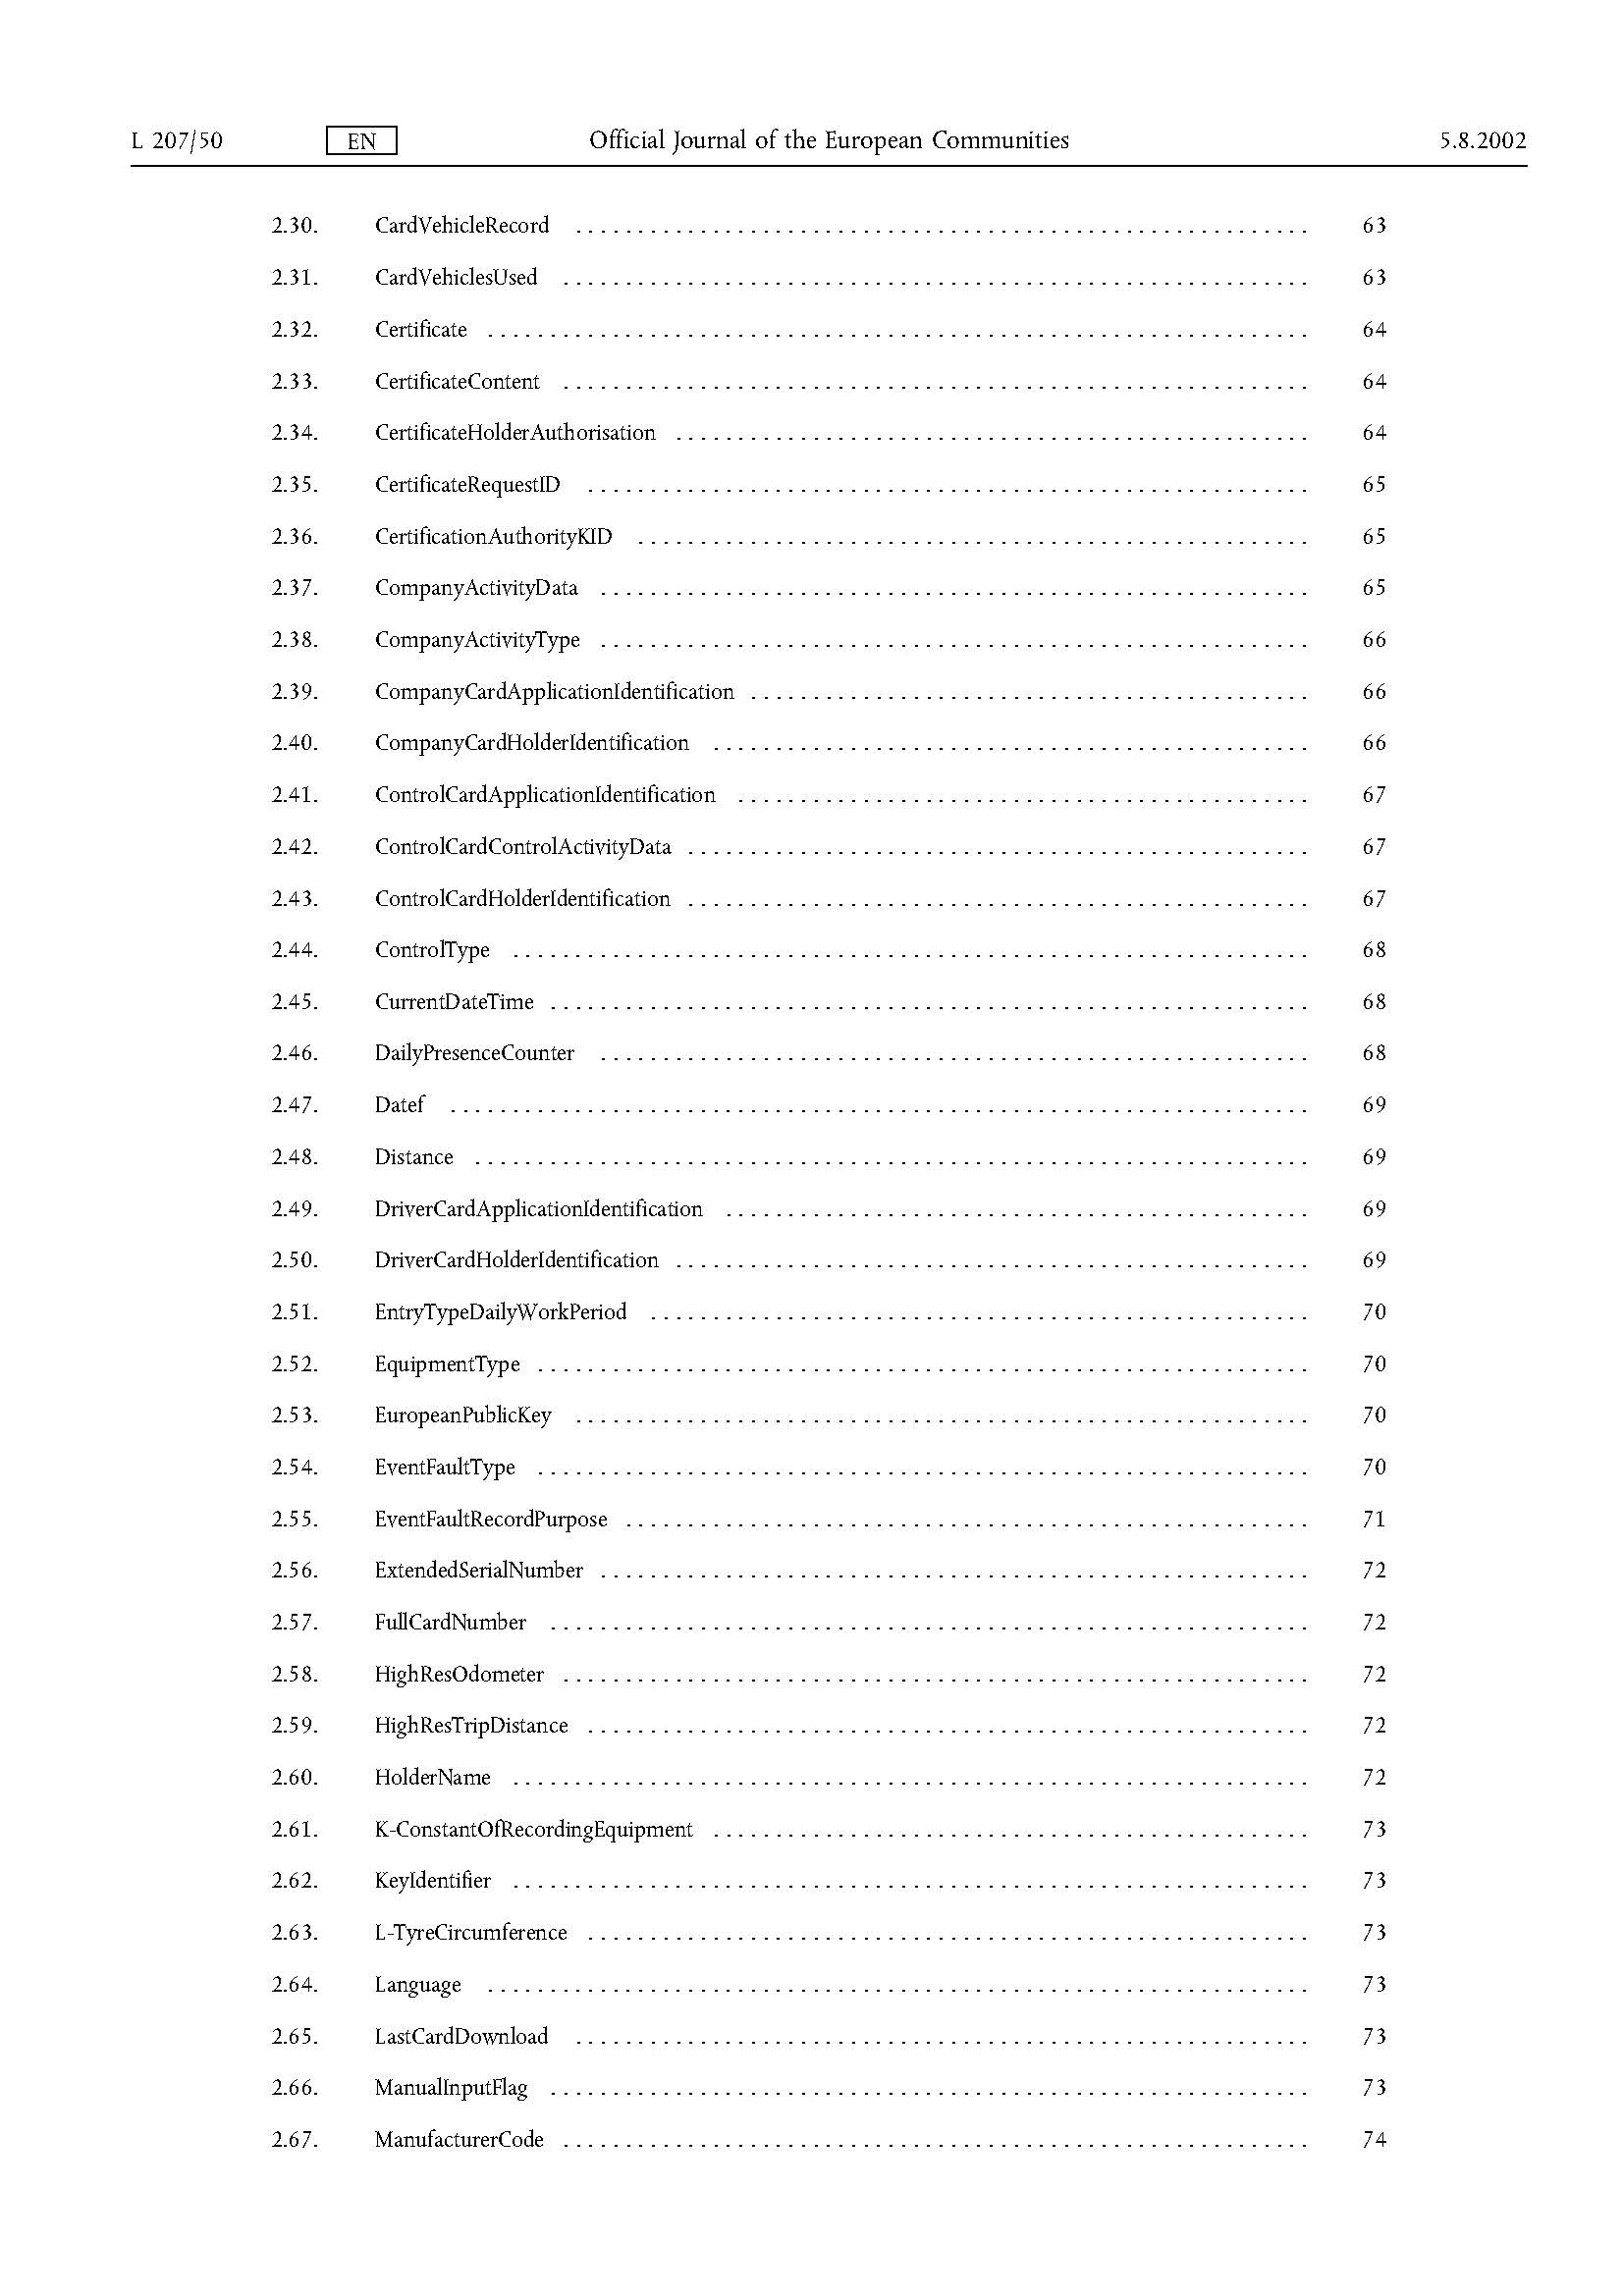 L 207/50 EN Official Journal of the European Communities 5.8.2002
2.30. CardVehicleRecord . . . . . . . . . . 63
2.31. CardVehiclesUsed . . . . . . . . . . 63
2.32. Certificate . . . . . . . . . . 64
2.33. CertificateContent . . . . . . . . . . 64
2.34. CertificateHolderAuthorisation . . . . . . . . . . 64
2.35. CertificateRequestID . . . . . . . . . . 65
2.36. CertificationAuthorityKID . . . . . . . . . . 65
2.37. CompanyActivityData . . . . . . . . . . 65
2.38. CompanyActivityType . . . . . . . . . . 66
2.39. CompanyCardApplicationIdentification . . . . . . . . . . 66
2.40. CompanyCardHolderIdentification . . . . . . . . . . 66
2.41. ControlCardApplicationIdentification . . . . . . . . . . 67
2.42. ControlCardControlActivityData . . . . . . . . . . 67
2.43. ControlCardHolderIdentification . . . . . . . . . . 67
2.44. ControlType . . . . . . . . . . 68
2.45. CurrentDateTime . . . . . . . . . . 68
2.46. DailyPresenceCounter . . . . . . . . . . 68
2.47. Datef . . . . . . . . . . 69
2.48. Distance . . . . . . . . . . 69
2.49. DriverCardApplicationIdentification . . . . . . . . . . 69
2.50. DriverCardHolderIdentification . . . . . . . . . . 69
2.51. EntryTypeDailyWorkPeriod . . . . . . . . . . 70
2.52. EquipmentType . . . . . . . . . . 70
2.53. EuropeanPublicKey . . . . . . . . . . 70
2.54. EventFaultType . . . . . . . . . . 70
2.55. EventFaultRecordPurpose . . . . . . . . . . 71
2.56. ExtendedSerialNumber . . . . . . . . . . 72
2.57. FullCardNumber . . . . . . . . . . 72
2.58. HighResOdometer . . . . . . . . . . 72
2.59. HighResTripDistance . . . . . . . . . . 72
2.60. HolderName . . . . . . . . . . 72
2.61. K-ConstantOfRecordingEquipment . . . . . . . . . . 73
2.62. KeyIdentifier . . . . . . . . . . 73
2.63. L-TyreCircumference . . . . . . . . . . 73
2.64. Language . . . . . . . . . . 73
2.65. LastCardDownload . . . . . . . . . . 73
2.66. ManualInputFlag . . . . . . . . . . 73
2.67. ManufacturerCode . . . . . . . . . . 74